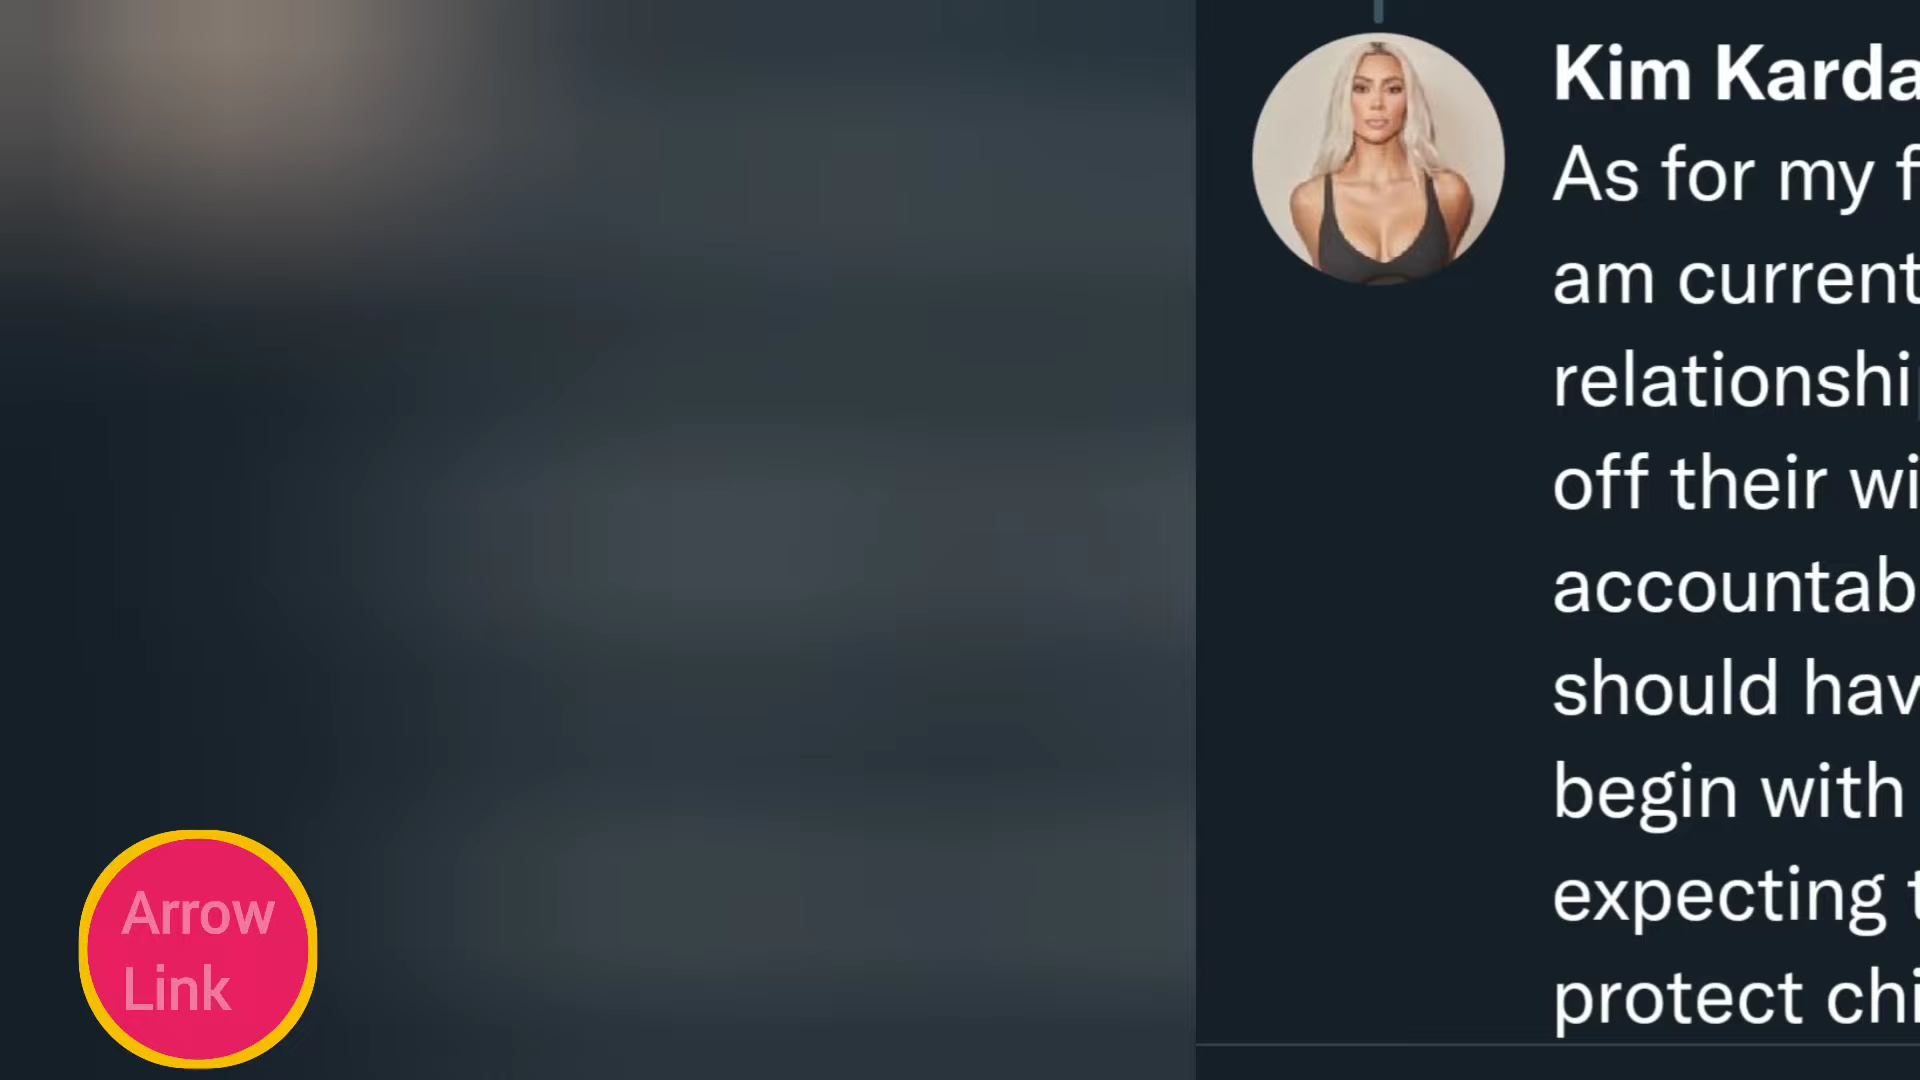 Kim Karda
As for my f
am current
relationshi
off their wi
accountab
should hav
begin with
expecting t
protect chi
Arrow
Link